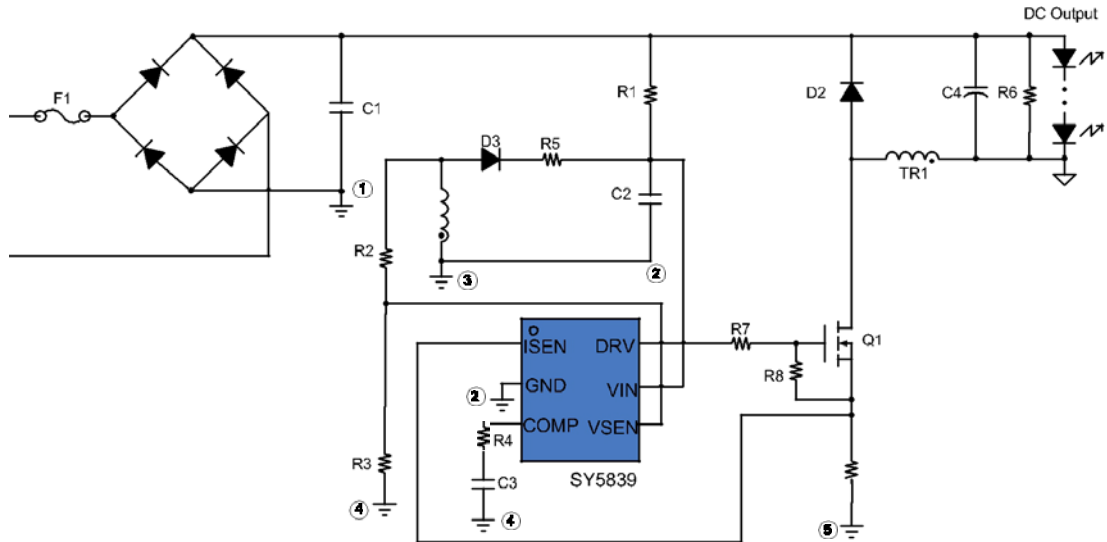 DC Output
F1
C1
R1
D2
C4
R6
D3
R5
TR1
①
C2
R2
③
②
ISEN
DRV
R7
Q1
R8
②
GND
VIN
COMP
VSEN
R4
R3
C3
SY5839
④
④
⑤